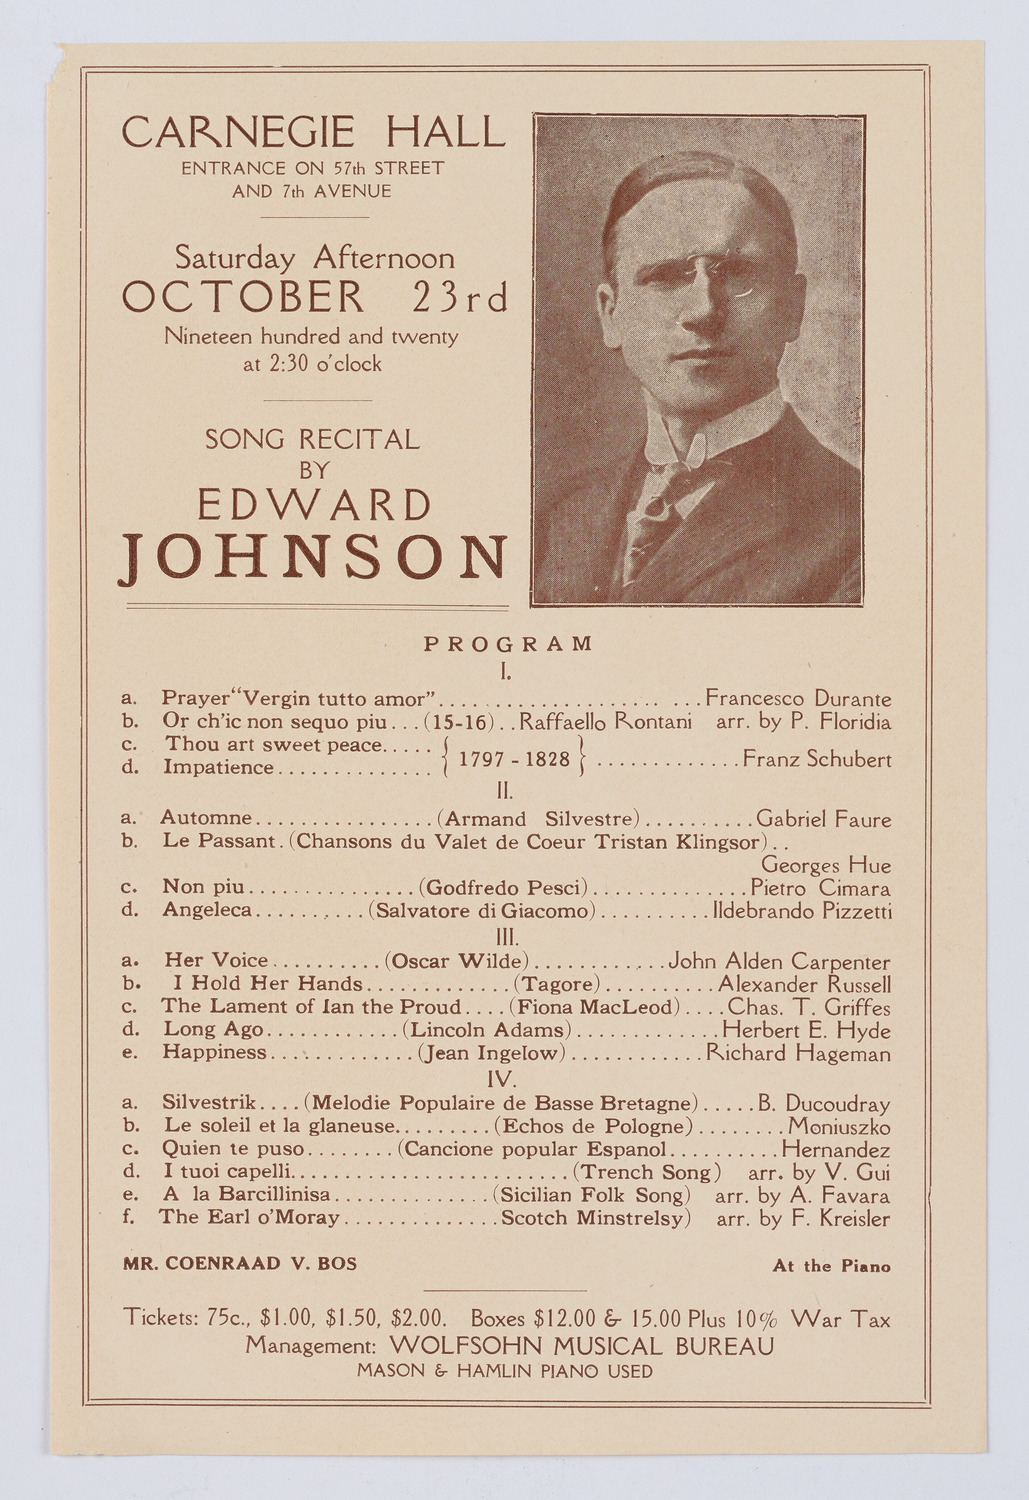 CARNEGIE HALL
ENTRANCE ON 57th STREET
AND 7th AVENUE
Saturday Afternoon
OCTOBER 23rd
Nineteen hundred and twenty
at 2:30 o'clock
SONG RECITAL
BY
EDWARD
JOHNSON
PROGRAM
I.
a. Prayer "Vergin tutto amor" ........................ Francesco Durante
b. Or ch'ic non sequo piu...(15-16)..Raffaello Rontani arr. by P. Floridia
c. Thou art sweet peace.....
d. Impatience.............. { 1797 - 1828 } .............Franz Schubert
II.
a. Automne................(Armand Silvestre)..........Gabriel Faure
b. Le Passant.(Chansons du Valet de Coeur Tristan Klingsor)..
Georges Hue
c. Non piu...............(Godfredo Pesci)..............Pietro Cimara
d. Angeleca..........(Salvatore di Giacomo)..........Ildebrando Pizzetti
III.
a. Her Voice..........(Oscar Wilde)............John Alden Carpenter
b. I Hold Her Hands.............(Tagore)..........Alexander Russell
c. The Lament of Ian the Proud....(Fiona MacLeod)....Chas. T. Griffes
d. Long Ago............(Lincoln Adams).............Herbert E. Hyde
e. Happiness.............(Jean Ingelow)............Richard Hageman
IV.
a. Silvestrik....(Melodie Populaire de Basse Bretagne).....B. Ducoudray
b. Le soleil et la glaneuse.........(Echos de Pologne)........Moniuszko
c. Quien te puso........(Cancione popular Espanol..........Hernandez
d. I tuoi capelli.........................(Trench Song) arr. by V. Gui
e. A la Barcillinisa..............(Sicilian Folk Song) arr. by A. Favara
f. The Earl o'Moray..............Scotch Minstrelsy) arr. by F. Kreisler
MR. COENRAAD V. BOS At the Piano
Tickets: 75c., $1.00, $1.50, $2.00. Boxes $12.00 & 15.00 Plus 10% War Tax
Management: WOLFSOHN MUSICAL BUREAU
MASON & HAMLIN PIANO USED